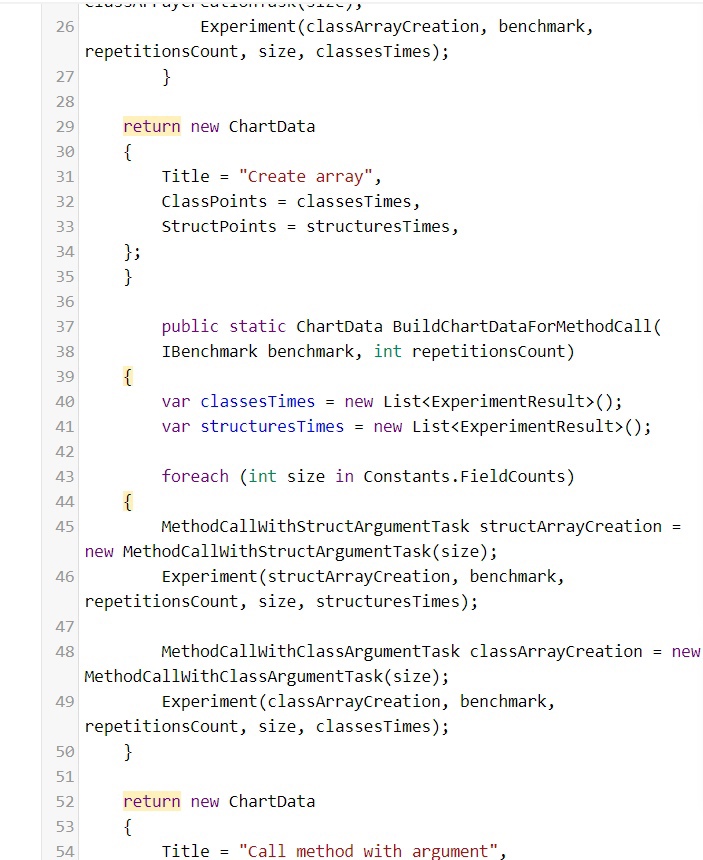 26 Experiment(classArrayCreation, benchmark,
repetitionsCount, size, classesTimes);
27 }
28
29 return new ChartData
30 {
31 Title = "Create array",
32 ClassPoints = classesTimes,
33 StructPoints = structuresTimes,
34 };
35 }
36
37 public static ChartData BuildChartDataForMethodCall(
38 IBenchmark benchmark, int repetitionsCount)
39 {
40 var classesTimes = new List<ExperimentResult>();
41 var structuresTimes = new List<ExperimentResult>();
42
43 foreach (int size in Constants.FieldCounts)
44 {
45 MethodCallWithStructArgumentTask structArrayCreation =
new MethodCallWithStructArgumentTask(size);
46 Experiment(structArrayCreation, benchmark,
repetitionsCount, size, structuresTimes);
47
48 MethodCallWithClassArgumentTask classArrayCreation = new
MethodCallWithClassArgumentTask(size);
49 Experiment(classArrayCreation, benchmark,
repetitionsCount, size, classesTimes);
50 }
51
52 return new ChartData
53 {
54 Title = "Call method with argument",